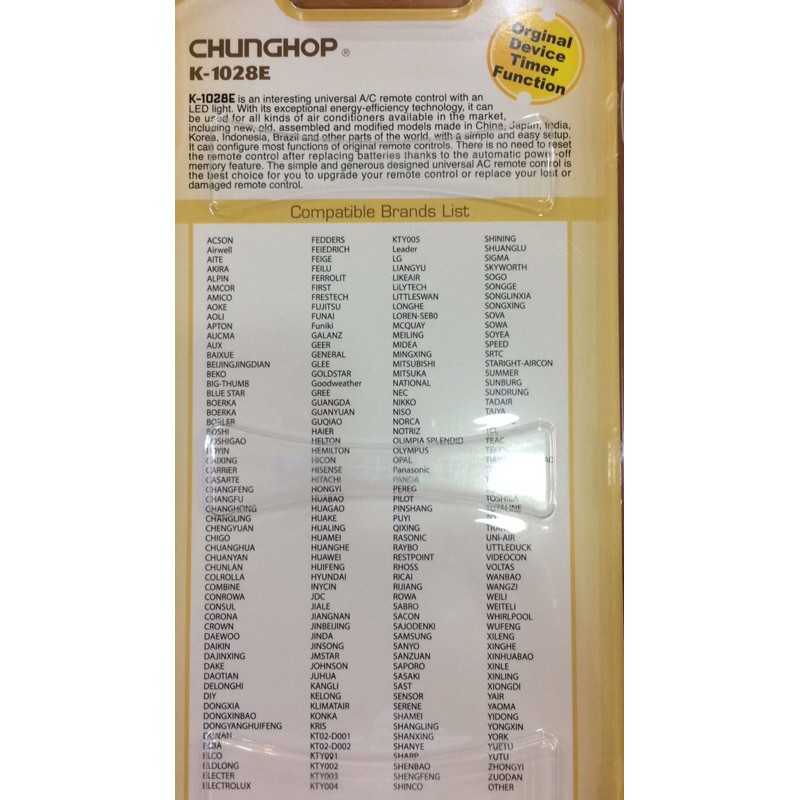 CHUNGHOP ®
K-1028E
Orginal
Device
Timer
Function
K-1028E is an interesting universal A/C remote control with an
LED light. With its exceptional energy-efficiency technology, it can
be used for all kinds of air conditioners available in the market,
including new, old, assembled and modified models made in China, Japan, India,
Korea, Indonesia, Brazil and other parts of the world, with a simple and easy setup.
It can configure most functions of original remote controls. There is no need to reset
the remote control after replacing batteries thanks to the automatic power-off
memory feature. The simple and generous designed universal AC remote control is
the best choice for you to upgrade your remote control or replace your lost or
damaged remote control.
Compatible Brands List
ACSON
Airwell
AITE
AKIRA
ALPIN
AMCOR
AMICO
AOKE
AOLI
APTON
AUCMA
AUX
BAIXUE
BEIJINGJINGDIAN
BEKO
BIG-THUMB
BLUE STAR
BOERKA
BOERKA
BORLER
BOSHI
BOSHIGAO
BOYIN
CAIXING
CARRIER
CASARTE
CHANGFENG
CHANGFU
CHANGHONG
CHANGLING
CHENGYUAN
CHIGO
CHUANGHUA
CHUANYAN
CHUNLAN
COLROLLA
COMBINE
CONROWA
CONSUL
CORONA
CROWN
DAEWOO
DAIKIN
DAJINXING
DAKE
DAOTIAN
DELONGHI
DIY
DONGXIA
DONGXINBAO
DONGYANGHUIFENG
DUNAN
ELBA
ELCO
ELDLONG
ELECTER
ELECTROLUX
FEDDERS
FEIEDRICH
FEIGE
FEILU
FERROLIT
FIRST
FRESTECH
FUJITSU
FUNAI
Funiki
GALANZ
GEER
GENERAL
GLEE
GOLDSTAR
Goodweather
GREE
GUANGDA
GUANYUAN
GUQIAO
HAIER
HELTON
HEMILTON
HICON
HISENSE
HITACHI
HONGYI
HUABAO
HUAGAO
HUAKE
HUALING
HUAMEI
HUANGHE
HUAWEI
HUIFENG
HYUNDAI
INYCIN
JDC
JIALE
JIANGNAN
JINBEIJING
JINDA
JINSONG
JMSTAR
JOHNSON
JUHUA
KANGLI
KELONG
KLIMATAIR
KONKA
KRIS
KT02-D001
KT02-D002
KTY001
KTY002
KTY003
KTY004
KTY005
Leader
LG
LIANGYU
LIKEAIR
LILYTECH
LITTLESWAN
LONGHE
LOREN-SEB0
MCQUAY
MEILING
MIDEA
MINGXING
MITSUBISHI
MITSUKA
NATIONAL
NEC
NIKKO
NISO
NORCA
NOTRIZ
OLIMPIA SPLENDID
OLYMPUS
OPAL
Panasonic
PANDA
PEREG
PILOT
PINSHANG
PUYI
QIXING
RASONIC
RAYBO
RESTPOINT
RHOSS
RICAI
RIJIANG
ROWA
SABRO
SACON
SAJODENKI
SAMSUNG
SANYO
SANZUAN
SAPORO
SASAKI
SAST
SENSOR
SERENE
SHAMEI
SHANGLING
SHANXING
SHANYE
SHARP
SHENBAO
SHENGFENG
SHINCO
SHINING
SHUANGLU
SIGMA
SKYWORTH
SOGO
SONGGE
SONGLINXIA
SONGXING
SOVA
SOWA
SOYEA
SPEED
SRTC
STARIGHT-AIRCON
SUMMER
SUNBURG
SUNDRUNG
TADAIR
TAIYA
TCL
TEAC
TOSHIBA
TOTALINE
UNI-AIR
UTTLEDUCK
VIDEOCON
VOLTAS
WANBAO
WANGZI
WEILI
WEITELI
WHIRLPOOL
WUFENG
XILENG
XINGHE
XINHUABAO
XINLE
XINLING
XIONGDI
YAIR
YAOMA
YIDONG
YONGXIN
YORK
YUETU
YUTU
ZHONGYI
ZUODAN
OTHER